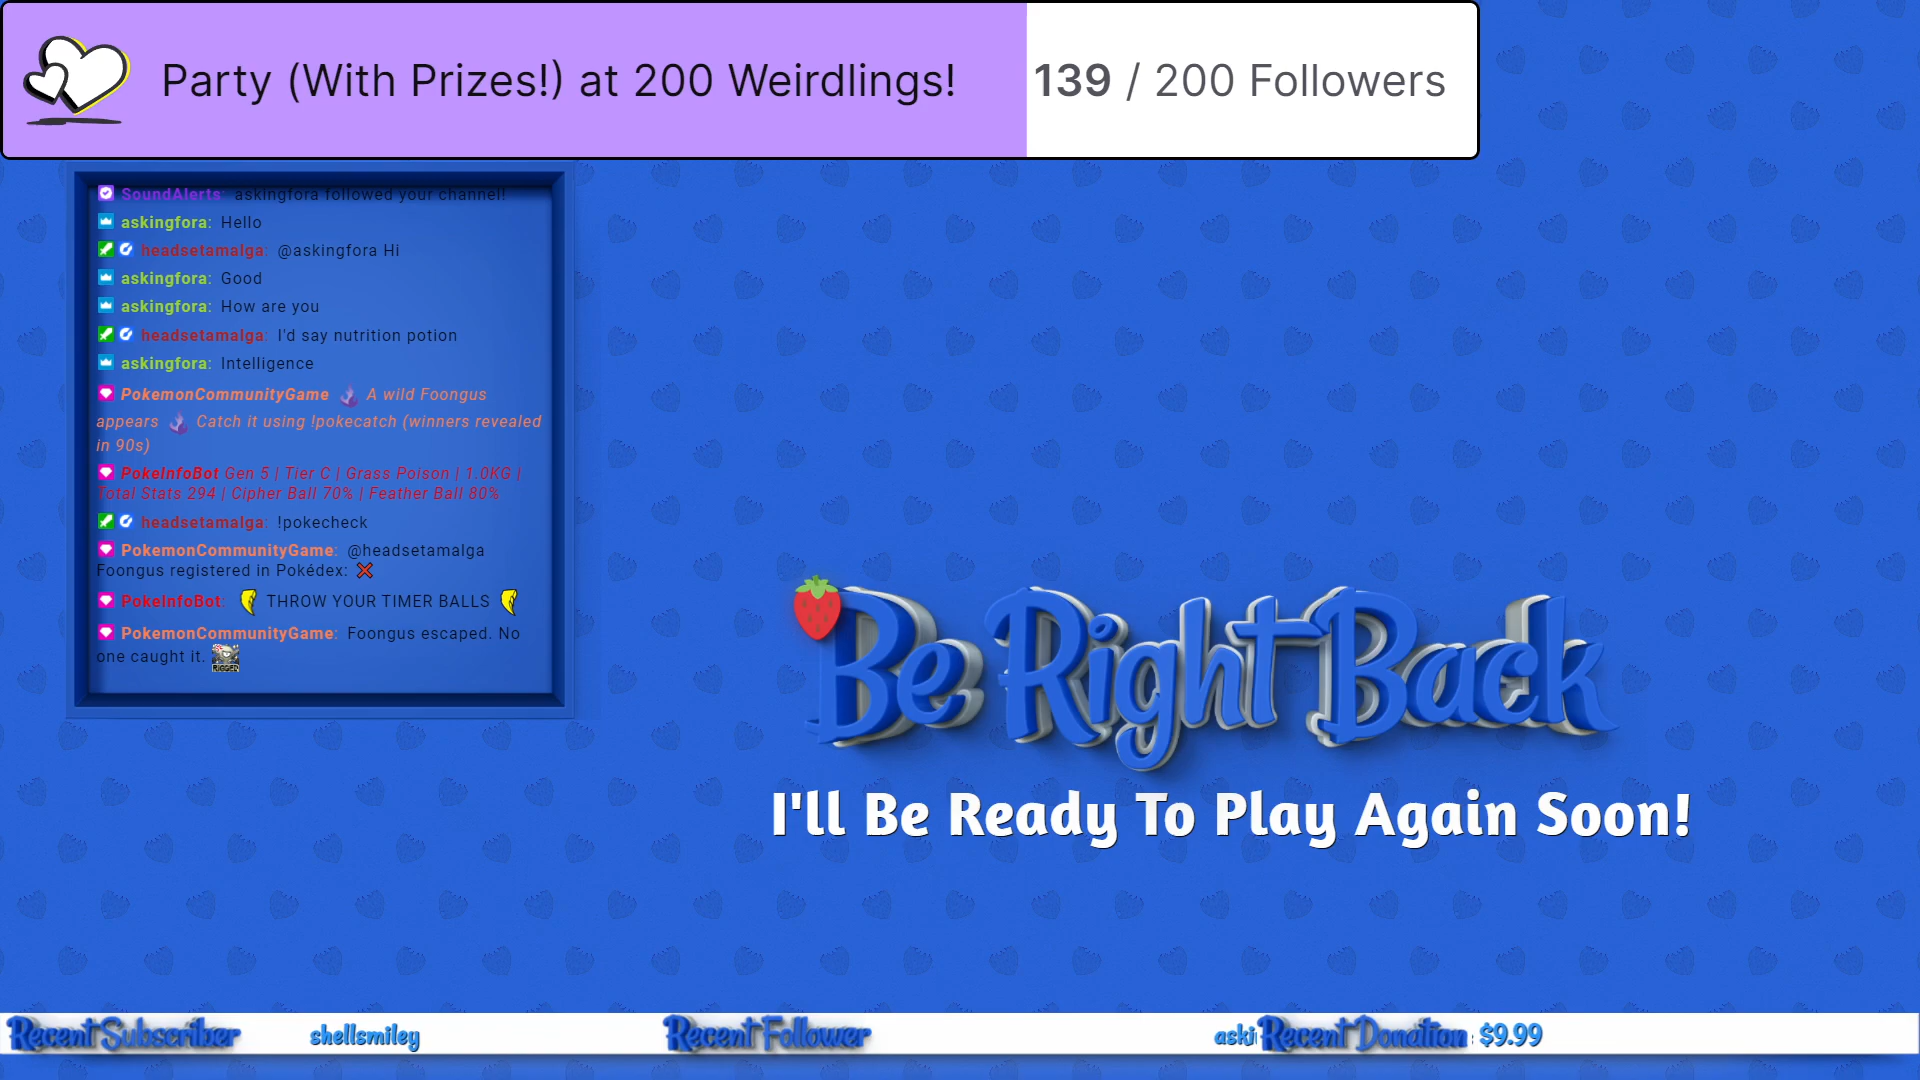 Party (With Prizes!) at 200 Weirdlings!
139 / 200 Followers
SoundAlerts: askingfora followed your channel!
askingfora: Hello
headsetamalga: @askingfora Hi
askingfora: Good
askingfora: How are you
headsetamalga: I'd say nutrition potion
askingfora: Intelligence
PokemonCommunityGame A wild Foongus
appears Catch it using !pokecatch (winners revealed
in 90s)
PokeInfoBot Gen 5 | Tier C | Grass Poison | 1.0KG |
Total Stats 294 | Cipher Ball 70% | Feather Ball 80%
headsetamalga: !pokecheck
PokemonCommunityGame: @headsetamalga
Foongus registered in Pokédex:
PokeInfoBot: THROW YOUR TIMER BALLS
PokemonCommunityGame: Foongus escaped. No
one caught it. RIGGED
Be Right Back
I'll Be Ready To Play Again Soon!
Recent Subscriber shellsmiley Recent Follower aski Recent Donation : $9.99